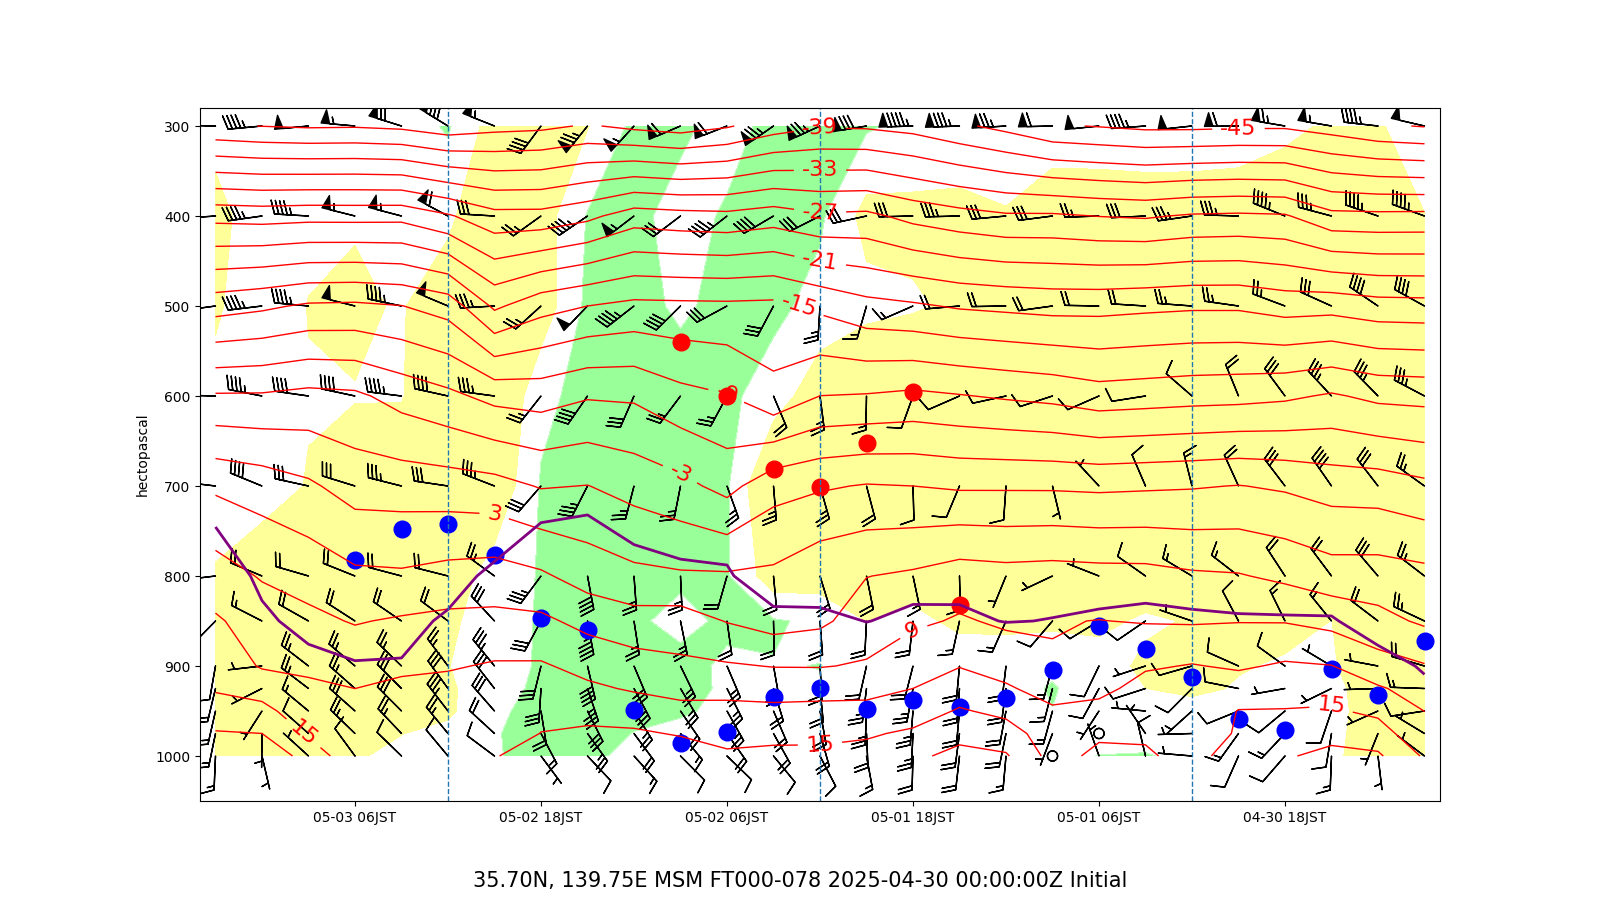 300
400
500
600
700
800
900
1000
hectopascal
-39
-45
-33
-27
-21
-15
-9
-3
3
9
15
15
15
05-03 06JST
05-02 18JST
05-02 06JST
05-01 18JST
05-01 06JST
04-30 18JST
35.70N, 139.75E MSM FT000-078 2025-04-30 00:00:00Z Initial